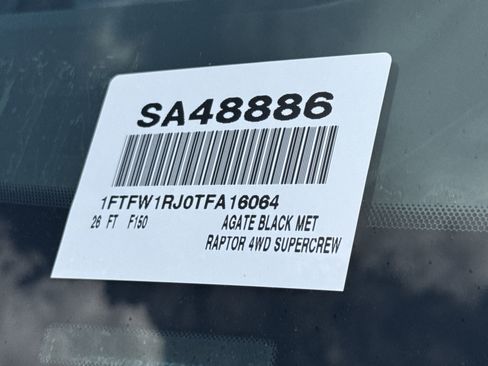 SA48886
1FTFW1RJ0TFA16064
26 FT F150 AGATE BLACK MET
RAPTOR 4WD SUPERCREW